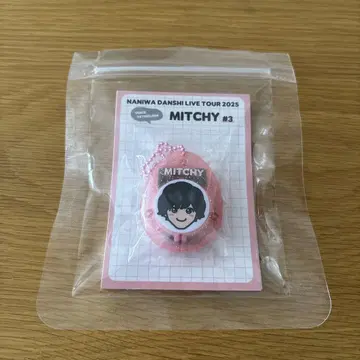 NANIWA DANSHI LIVE TOUR 2025
MITCHY #3
MITCHY